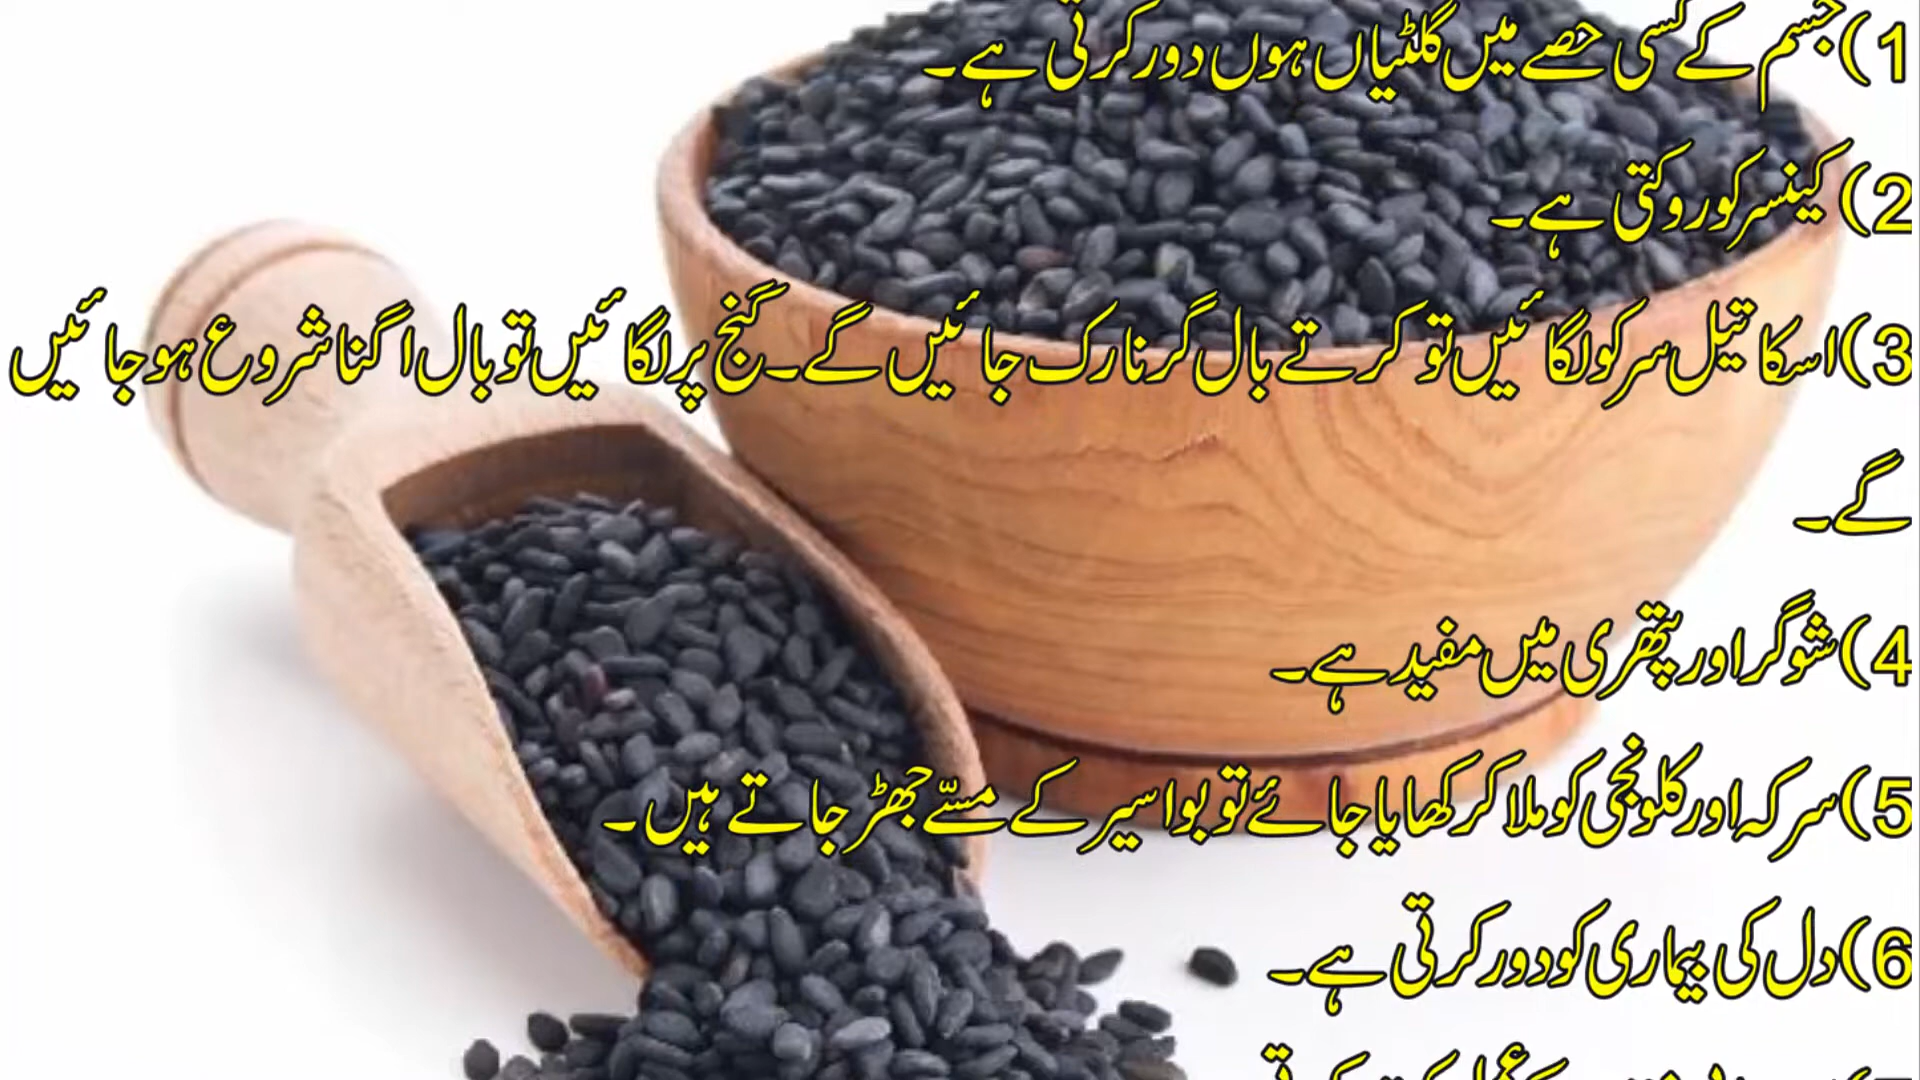 1)جسم کے کسی حصے میں گلٹیاں ہوں دور کرتی ہے۔
2) کینسر کو روکتی ہے۔
3)اسکا تیل سر کو لگائیں تو کرتے بال گرنا رک جائیں گے۔ گنج پر لگائیں تو بال اگنا شروع ہو جائیں
گے۔
4)شوگر اور پتھری میں مفید ہے۔
5)سرکہ اور کلونجی کو ملا کر کھایا جائے تو بواسیر کے مسّے جھڑ جاتے ہیں۔
6)دل کی بیماری کو دور کرتی ہے۔